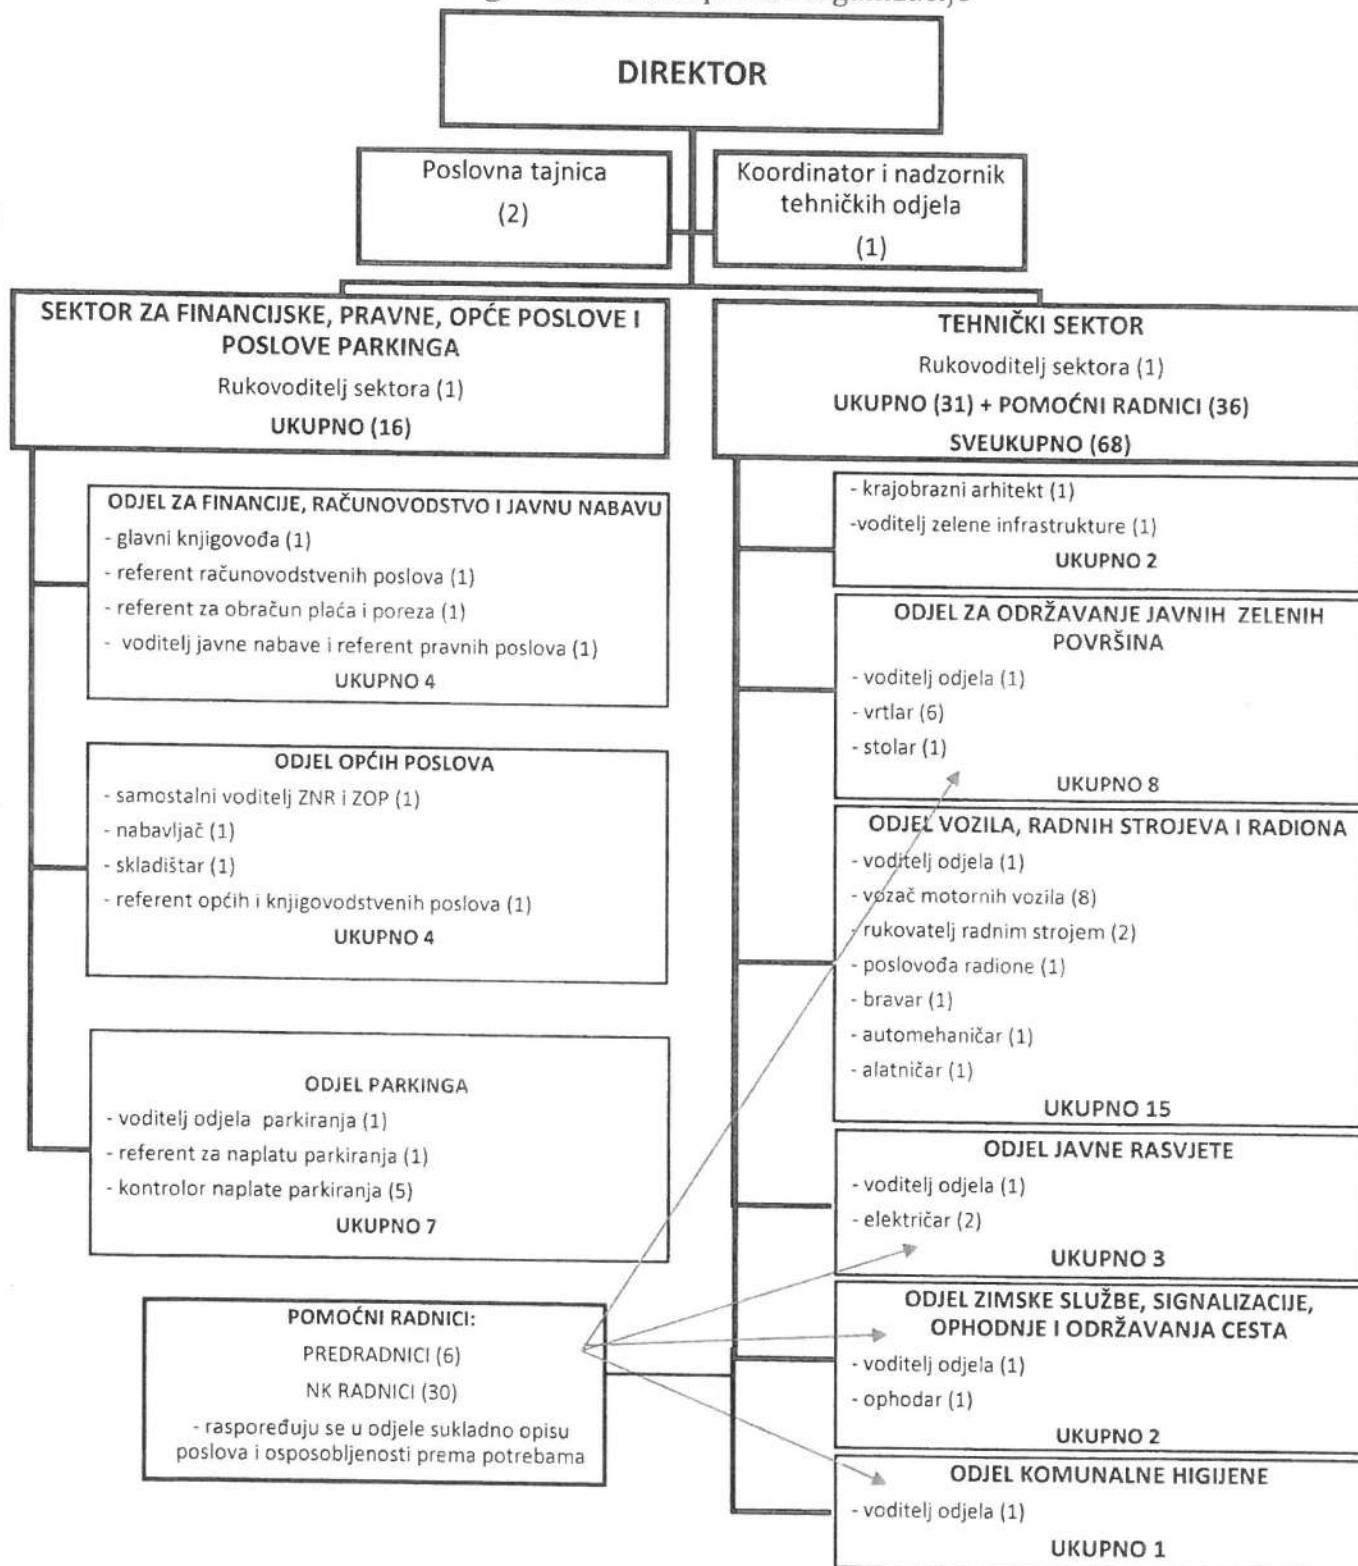 DIREKTOR
Poslovna tajnica
(2)
Koordinator i nadzornik
tehničkih odjela
(1)
SEKTOR ZA FINANCIJSKE, PRAVNE, OPĆE POSLOVE I
POSLOVE PARKINGA
Rukovoditelj sektora (1)
UKUPNO (16)
TEHNIČKI SEKTOR
Rukovoditelj sektora (1)
UKUPNO (31) + POMOĆNI RADNICI (36)
SVEUKUPNO (68)
ODJEL ZA FINANCIJE, RAČUNOVODSTVO I JAVNU NABAVU
- glavni knjigovođa (1)
- referent računovodstvenih poslova (1)
- referent za obračun plaća i poreza (1)
- voditelj javne nabave i referent pravnih poslova (1)
UKUPNO 4
ODJEL OPĆIH POSLOVA
- samostalni voditelj ZNR i ZOP (1)
- nabavljač (1)
- skladištar (1)
- referent općih i knjigovodstvenih poslova (1)
UKUPNO 4
ODJEL PARKINGA
- voditelj odjela parkiranja (1)
- referent za naplatu parkiranja (1)
- kontrolor naplate parkiranja (5)
UKUPNO 7
POMOĆNI RADNICI:
PREDRADNICI (6)
NK RADNICI (30)
- raspoređuju se u odjele sukladno opisu
poslova i osposobljenosti prema potrebama
- krajobrazni arhitekt (1)
-voditelj zelene infrastrukture (1)
UKUPNO 2
ODJEL ZA ODRŽAVANJE JAVNIH ZELENIH
POVRŠINA
- voditelj odjela (1)
- vrtlar (6)
- stolar (1)
UKUPNO 8
ODJEL VOZILA, RADNIH STROJEVA I RADIONA
- voditelj odjela (1)
- vozač motornih vozila (8)
- rukovatelj radnim strojem (2)
- poslovođa radione (1)
- bravar (1)
- automehaničar (1)
- alatničar (1)
UKUPNO 15
ODJEL JAVNE RASVJETE
- voditelj odjela (1)
- električar (2)
UKUPNO 3
ODJEL ZIMSKE SLUŽBE, SIGNALIZACIJE,
OPHODNJE I ODRŽAVANJA CESTA
- voditelj odjela (1)
- ophodar (1)
UKUPNO 2
ODJEL KOMUNALNE HIGIJENE
- voditelj odjela (1)
UKUPNO 1